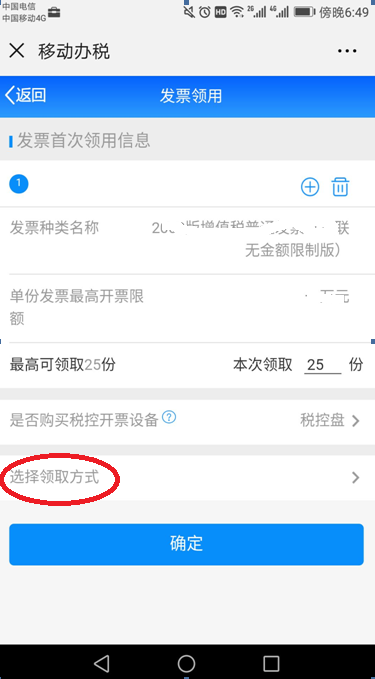 中国电信
中国移动4G
HD
2G
4G
傍晚6:49
移动办税
返回
发票领用
发票首次领用信息
1
发票种类名称
联
无金额限制版）
单份发票最高开票限
额
最高可领取25份 本次领取 25 份
是否购买税控开票设备 ? 税控盘
选择领取方式
确定